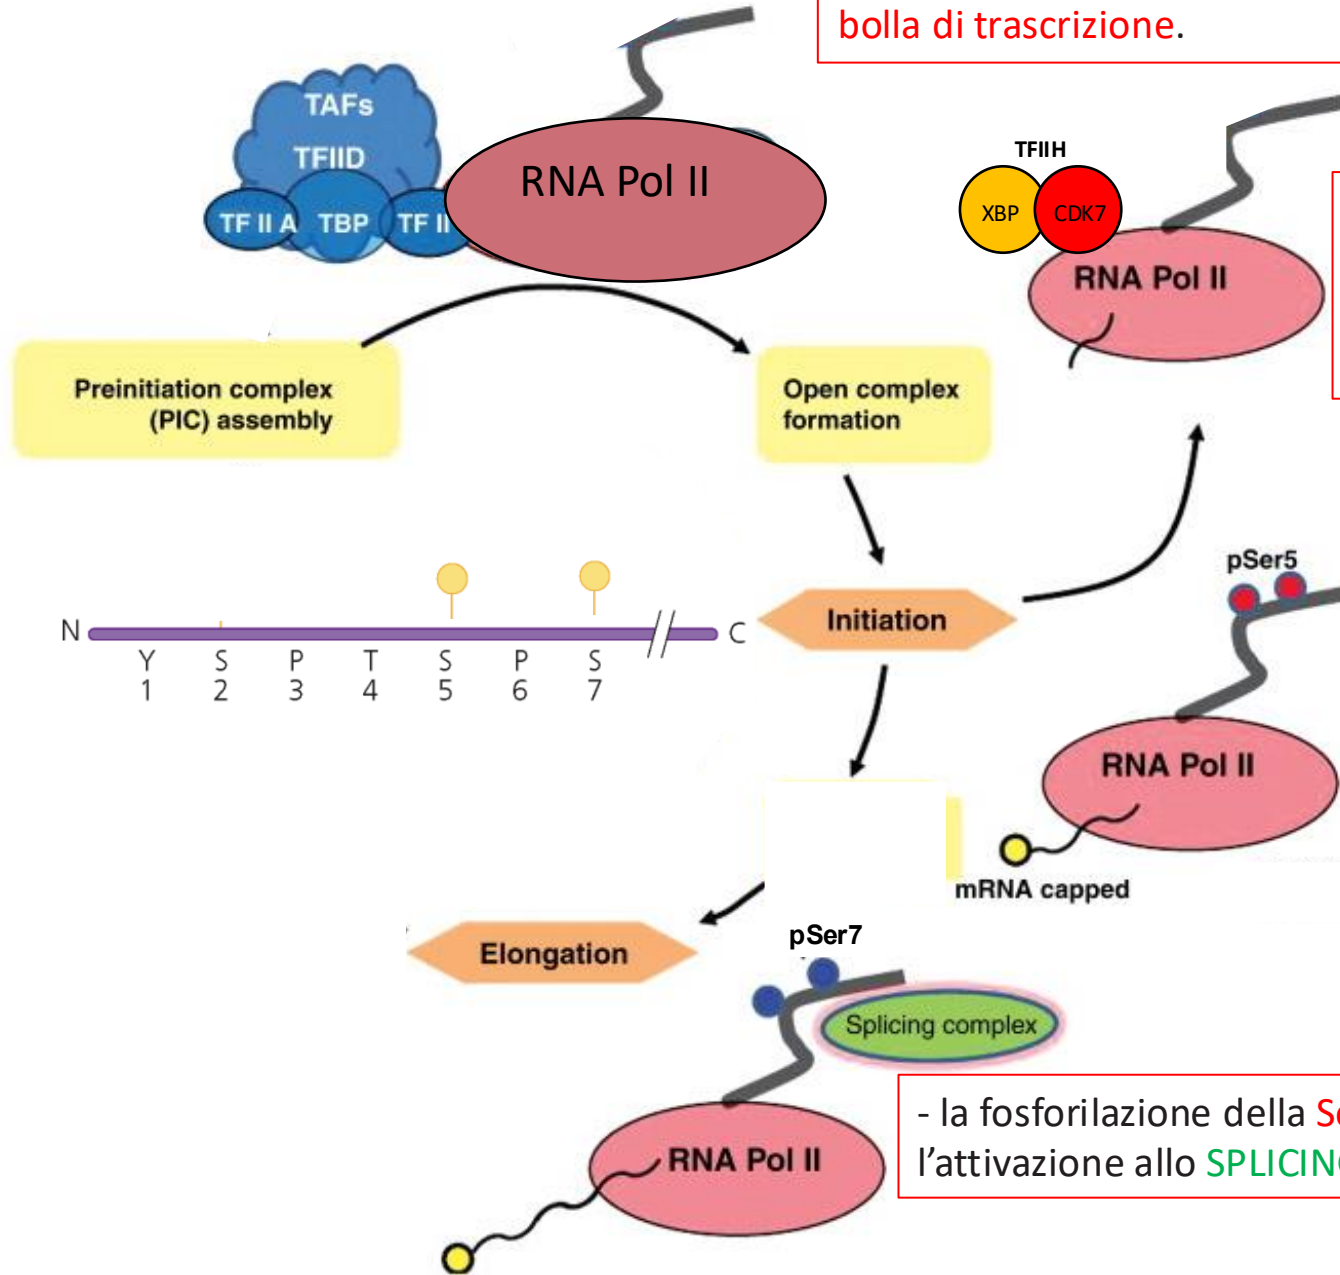 bolla di trascrizione.
TAFs
TFIID
TF II A
TBP
TF II
RNA Pol II
TFIIH
XBP
CDK7
RNA Pol II
Preinitiation complex
(PIC) assembly
Open complex
formation
Initiation
N
C
Y S P T S P S
1 2 3 4 5 6 7
pSer5
RNA Pol II
mRNA capped
Elongation
pSer7
Splicing complex
RNA Pol II
- la fosforilazione della
l’attivazione allo